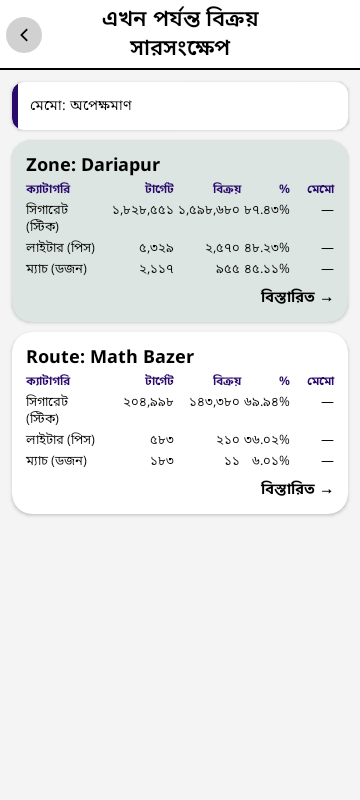 এখন পর্যন্ত বিক্রয়
সারসংক্ষেপ
মেমো: অপেক্ষমাণ
Zone: Dariapur
ক্যাটাগরি টার্গেট বিক্রয় % মেমো
সিগারেট (স্টিক) ১,৮২৮,৫৫১ ১,৫৯৮,৬৮০ ৮৭.৪৩% —
লাইটার (পিস) ৫,৩২৯ ২,৫৭০ ৪৮.২৩% —
ম্যাচ (ডজন) ২,১১৭ ৯৫৫ ৪৫.১১% —
বিস্তারিত →
Route: Math Bazer
ক্যাটাগরি টার্গেট বিক্রয় % মেমো
সিগারেট (স্টিক) ২০৪,৯৯৮ ১৪৩,৩৮০ ৬৯.৯৪% —
লাইটার (পিস) ৫৮৩ ২১০ ৩৬.০২% —
ম্যাচ (ডজন) ১৮৩ ১১ ৬.০১% —
বিস্তারিত →